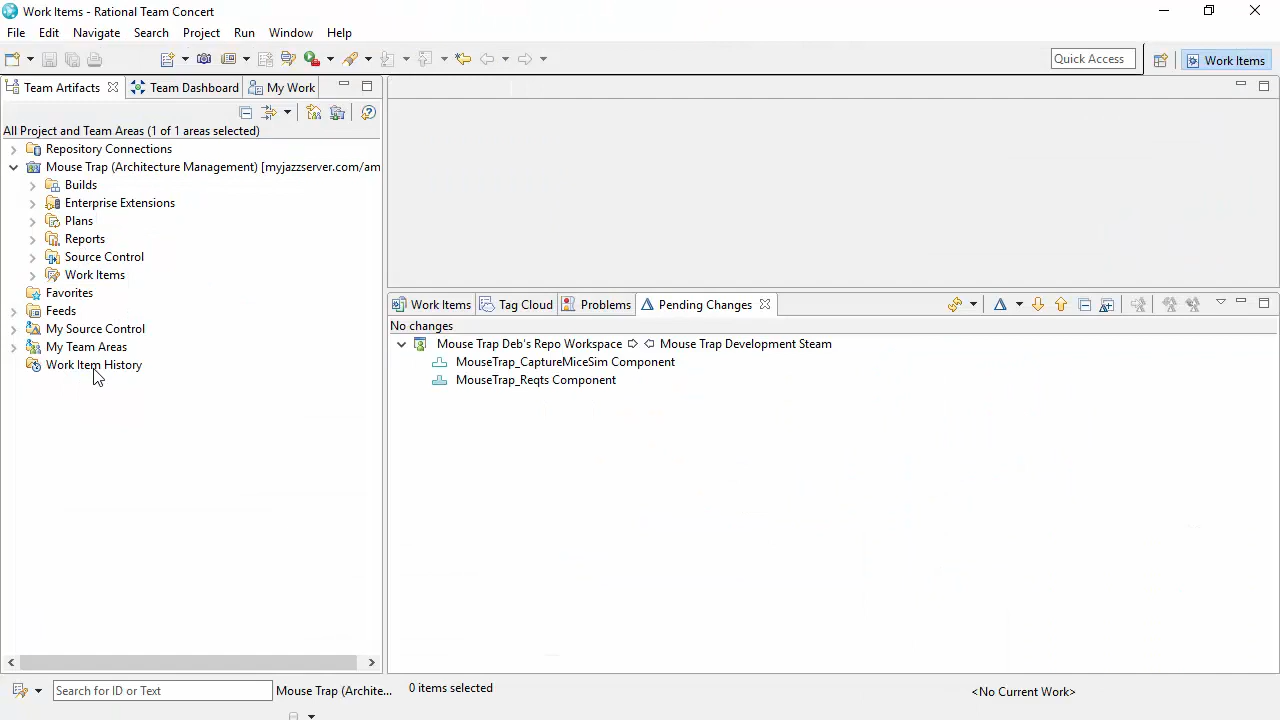 Work Items - Rational Team Concert
File Edit Navigate Search Project Run Window Help
Quick Access
Work Items
Team Artifacts
Team Dashboard
My Work
All Project and Team Areas (1 of 1 areas selected)
Repository Connections
Mouse Trap (Architecture Management) [myjazzserver.com/am
Builds
Enterprise Extensions
Plans
Reports
Source Control
Work Items
Favorites
Feeds
My Source Control
My Team Areas
Work Item History
Work Items
Tag Cloud
Problems
Pending Changes
No changes
Mouse Trap Deb's Repo Workspace Mouse Trap Development Steam
MouseTrap_CaptureMiceSim Component
MouseTrap_Reqts Component
Search for ID or Text
Mouse Trap (Archite...
0 items selected
<No Current Work>